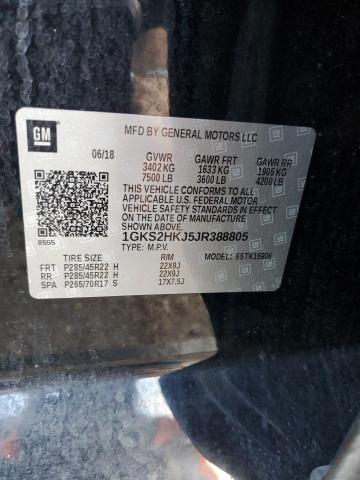 GM
MFD BY GENERAL MOTORS LLC
06/18 GVWR GAWR FRT GAWR RR
3402 KG 1633 KG 1905 KG
7500 LB 3600 LB 4200 LB
THIS VEHICLE CONFORMS TO ALL
APPLICABLE U.S. FEDERAL MOTOR
VEHICLE SAFETY STANDARDS IN
EFFECT ON THE DATE OF
MANUFACTURE SHOWN ABOVE.
8555
1GKS2HKJ5JR388805
TYPE: M.P.V. MODEL: 5STK15906
TIRE SIZE RIM
FRT P285/45R22 H 22X9J
RR P285/45R22 H 22X9J
SPA P265/70R17 S 17X7.5J